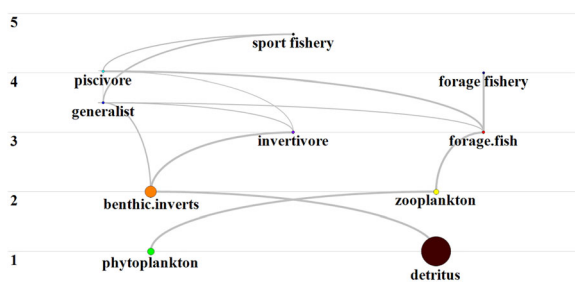 5
sport fishery
4
piscivore
forage fishery
generalist
3
invertivore
forage.fish
2
benthic.inverts
zooplankton
1
phytoplankton
detritus